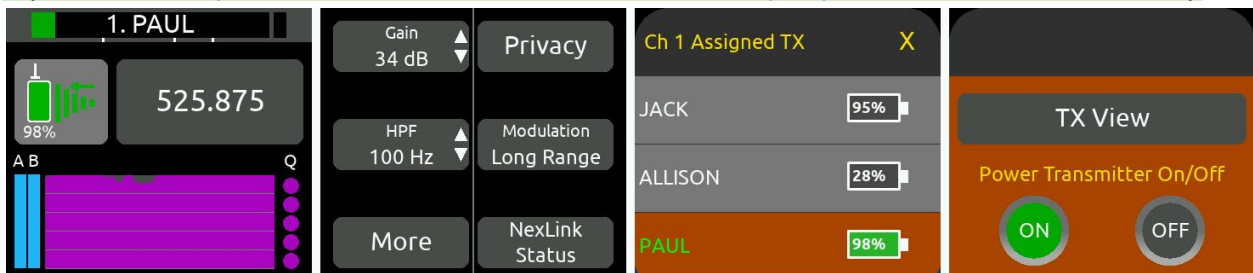 1. PAUL
525.875
98%
A B
Q
Gain
34 dB
Privacy
HPF
100 Hz
Modulation
Long Range
More
NexLink
Status
Ch 1 Assigned TX
X
JACK
95%
ALLISON
28%
PAUL
98%
TX View
Power Transmitter On/Off
ON
OFF